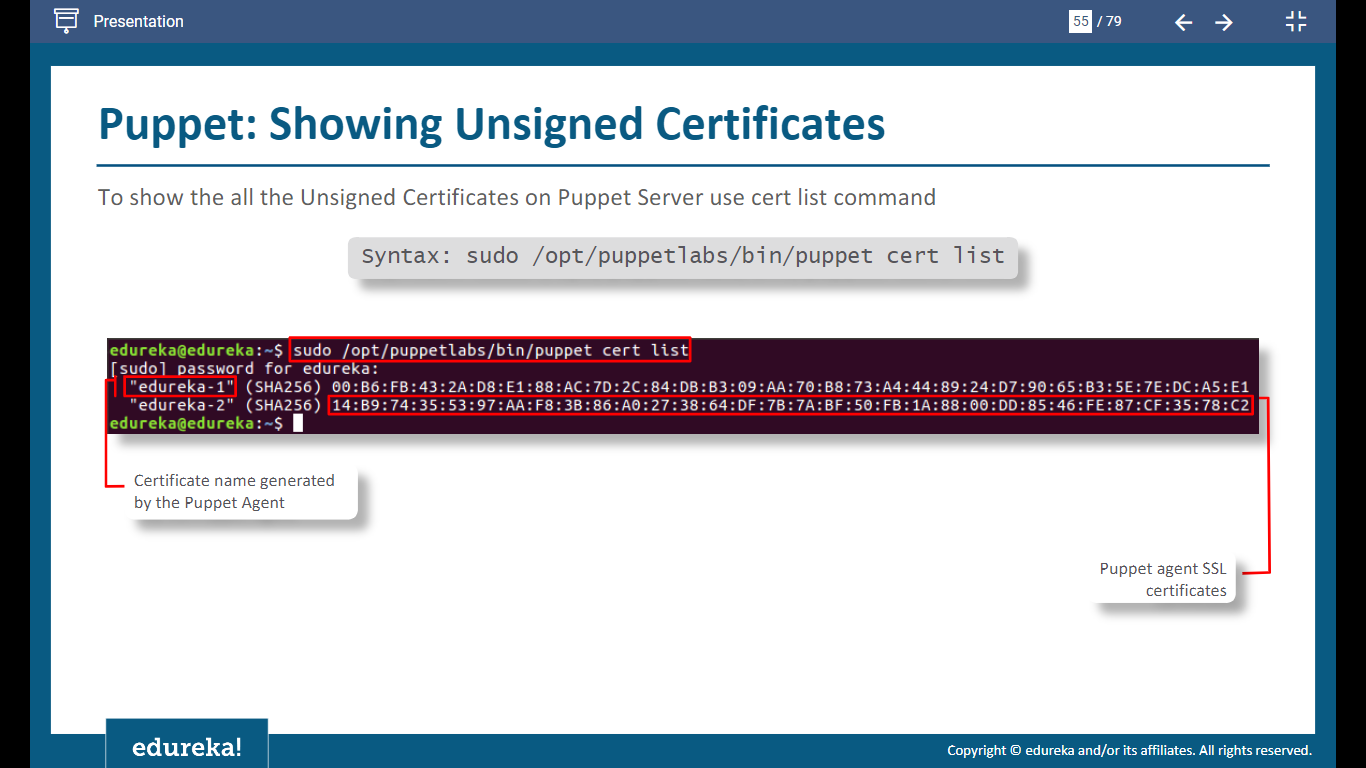 Presentation
55 / 79
Puppet: Showing Unsigned Certificates
To show the all the Unsigned Certificates on Puppet Server use cert list command
Syntax: sudo /opt/puppetlabs/bin/puppet cert list
edureka@edureka:~$ sudo /opt/puppetlabs/bin/puppet cert list
[sudo] password for edureka:
"edureka-1" (SHA256) 00:B6:FB:43:2A:D8:E1:88:AC:7D:2C:84:DB:B3:09:AA:70:B8:73:A4:44:89:24:D7:90:65:B3:5E:7E:DC:A5:E1
"edureka-2" (SHA256) 14:B9:74:35:53:97:AA:F8:3B:86:A0:27:38:64:DF:7B:7A:BF:50:FB:1A:88:00:DD:85:46:FE:87:CF:35:78:C2
edureka@edureka:~$
Certificate name generated
by the Puppet Agent
Puppet agent SSL
certificates
edureka!
Copyright © edureka and/or its affiliates. All rights reserved.